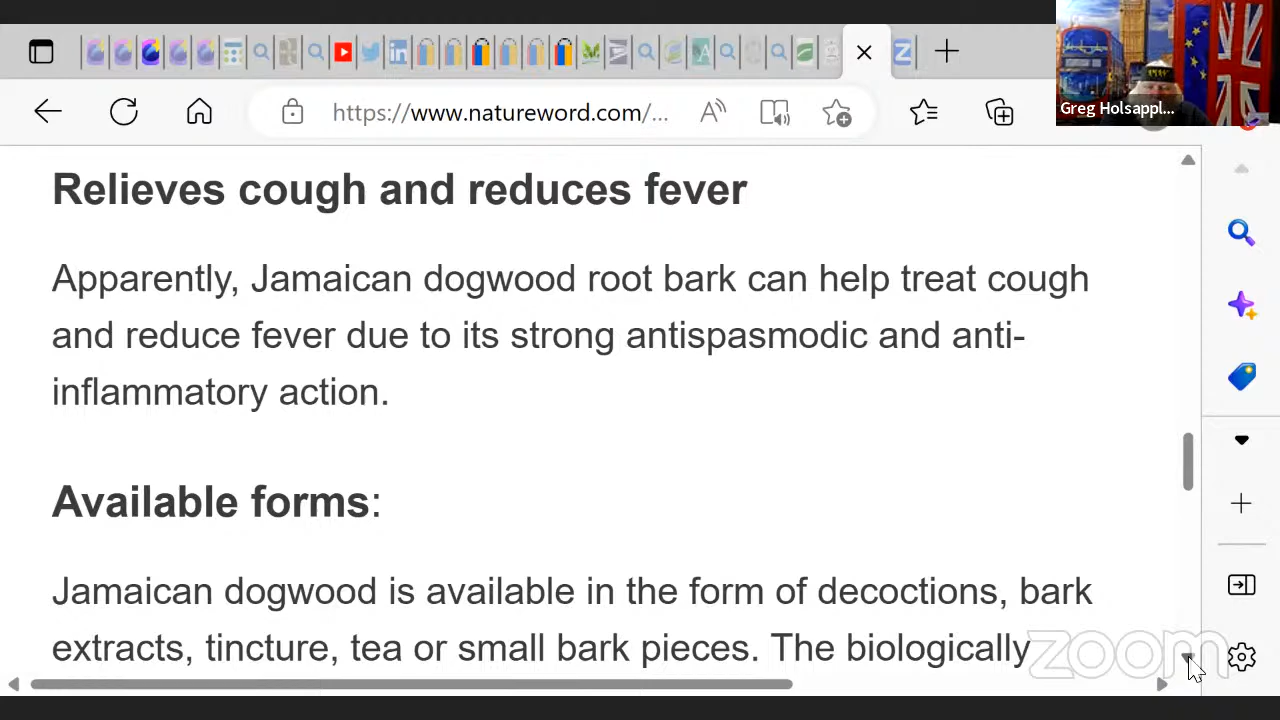 https://www.natureword.com/...
Greg Holsappl...
Relieves cough and reduces fever
Apparently, Jamaican dogwood root bark can help treat cough
and reduce fever due to its strong antispasmodic and anti-
inflammatory action.
Available forms:
Jamaican dogwood is available in the form of decoctions, bark
extracts, tincture, tea or small bark pieces. The biologically
zoom